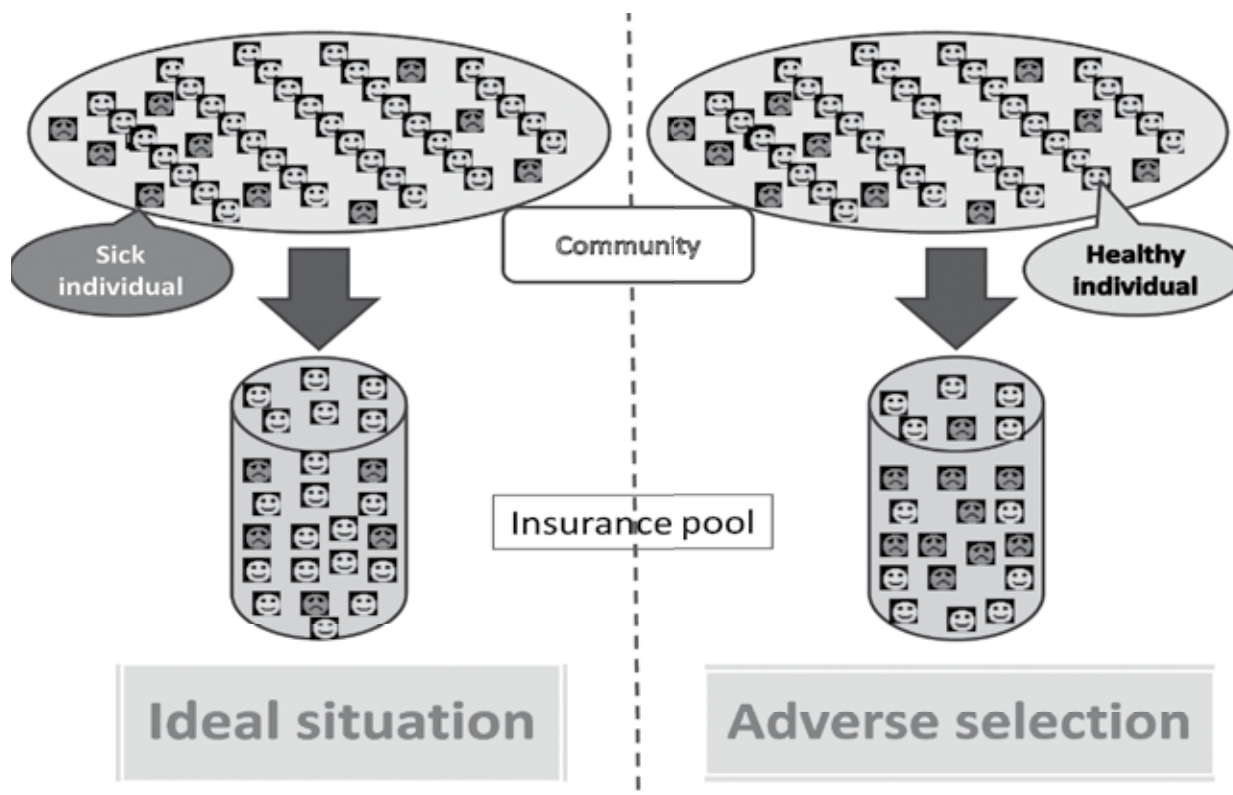 Sick
individual
Community
Healthy
individual
Insurance pool
Ideal situation
Adverse selection